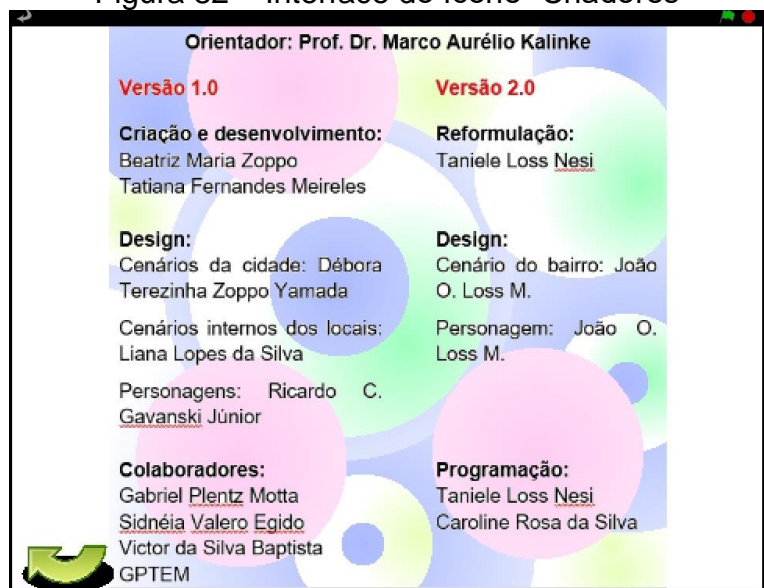 Orientador: Prof. Dr. Marco Aurélio Kalinke
Versão 1.0
Criação e desenvolvimento:
Beatriz Maria Zoppo
Tatiana Fernandes Meireles
Design:
Cenários da cidade: Débora
Terezinha Zoppo Yamada
Cenários internos dos locais:
Liana Lopes da Silva
Personagens: Ricardo C.
Gavanski Júnior
Colaboradores:
Gabriel Plentz Motta
Sidnéia Valero Egido
Victor da Silva Baptista
GPTEM
Versão 2.0
Reformulação:
Taniele Loss Nesi
Design:
Cenário do bairro: João
O. Loss M.
Personagem: João O.
Loss M.
Programação:
Taniele Loss Nesi
Caroline Rosa da Silva